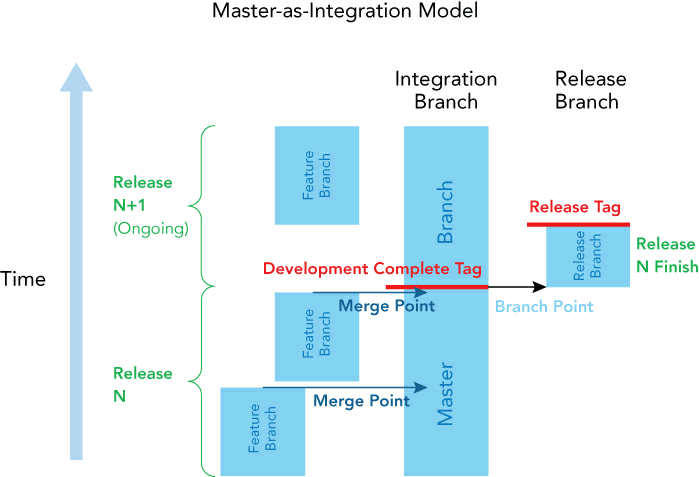 Master-as-Integration Model
Integration
Branch
Release
Branch
Feature
Branch
Release
N+1
(Ongoing)
Branch
Release Tag
Release
Branch
Release
N Finish
Time
Development Complete Tag
Merge Point
Branch Point
Feature
Branch
Release
N
Merge Point
Master
Feature
Branch